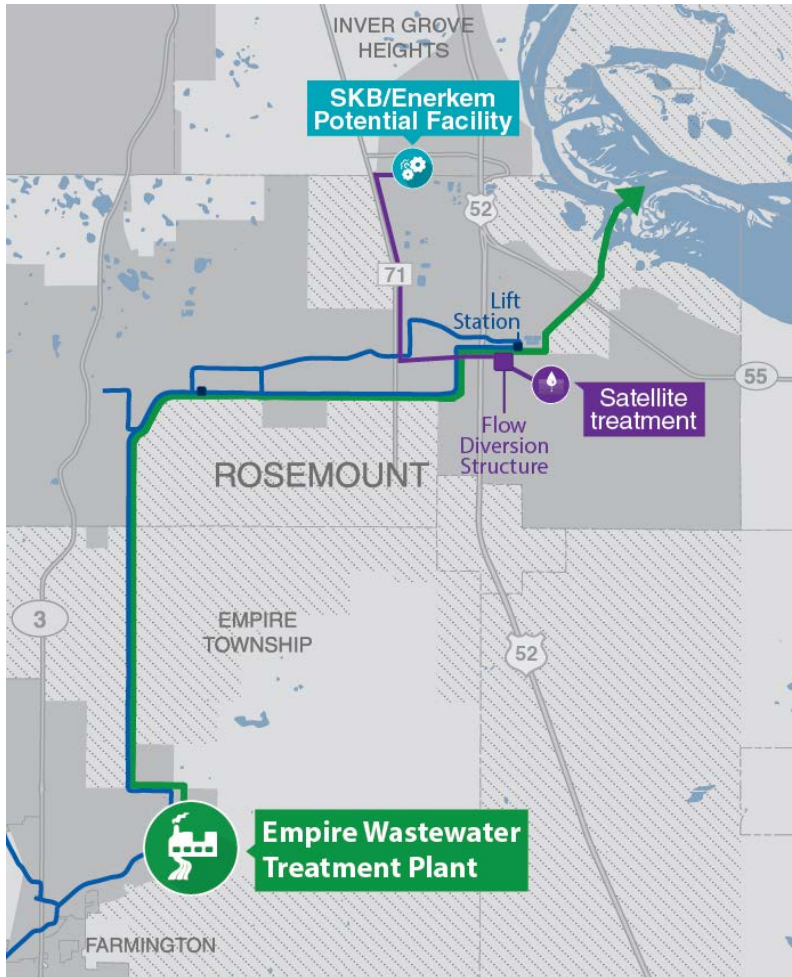 INVER GROVE
HEIGHTS
SKB/Enerkem
Potential Facility
52
71
Lift
Station
55
Satellite
treatment
Flow
Diversion
Structure
ROSEMOUNT
3
EMPIRE
TOWNSHIP
52
Empire Wastewater
Treatment Plant
FARMINGTON